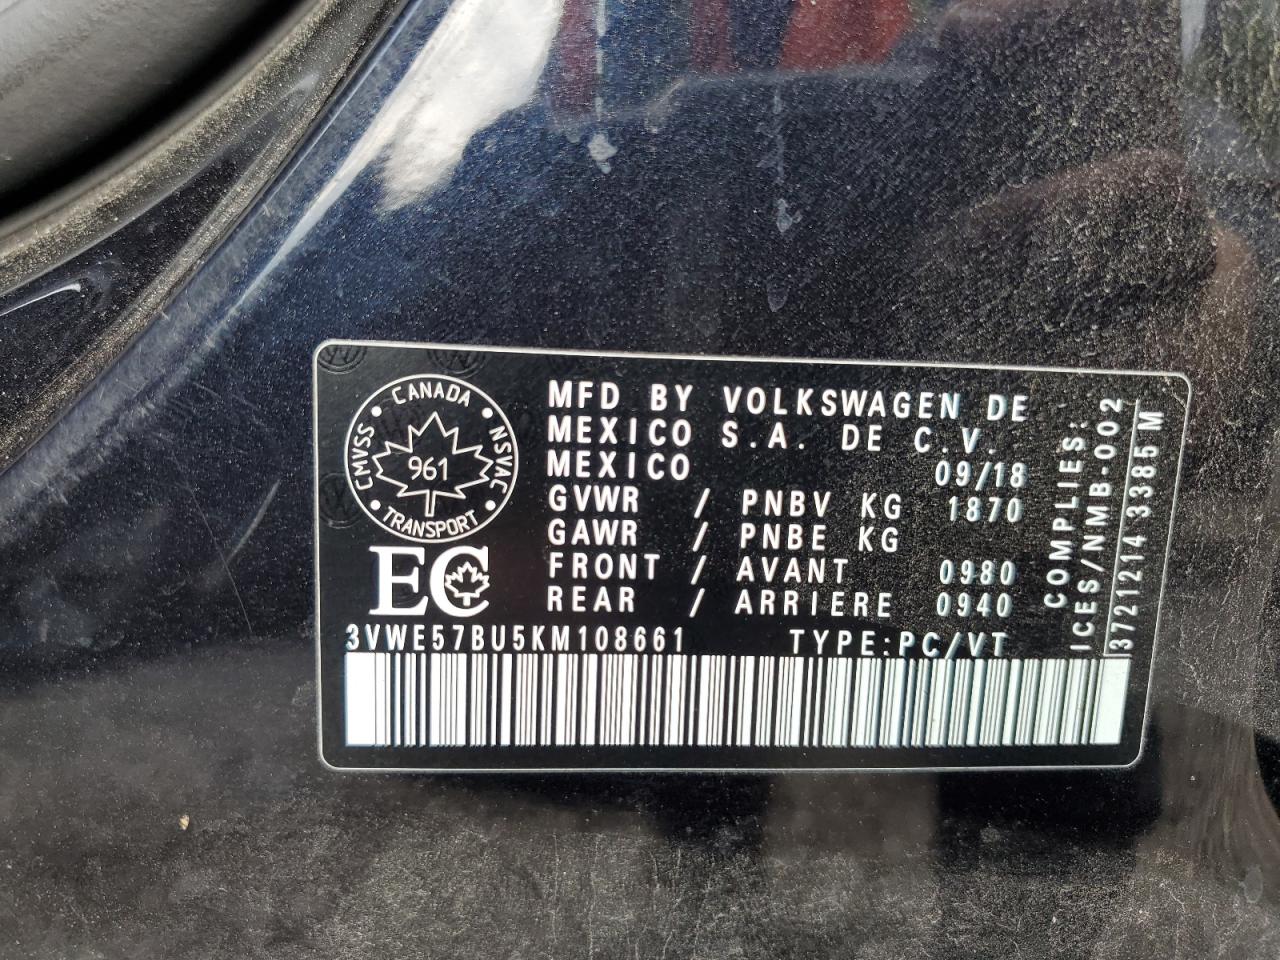 CANADA
CMVSS
NSVAC
961
TRANSPORT
EC
MFD BY VOLKSWAGEN DE
MEXICO S.A. DE C.V.
MEXICO 09/18
GVWR / PNBV KG 1870
GAWR / PNBE KG
FRONT / AVANT 0980
REAR / ARRIERE 0940
3VWE57BU5KM108661 TYPE:PC/VT
COMPLIES:
ICES/NMB-002
3721214 3385 M